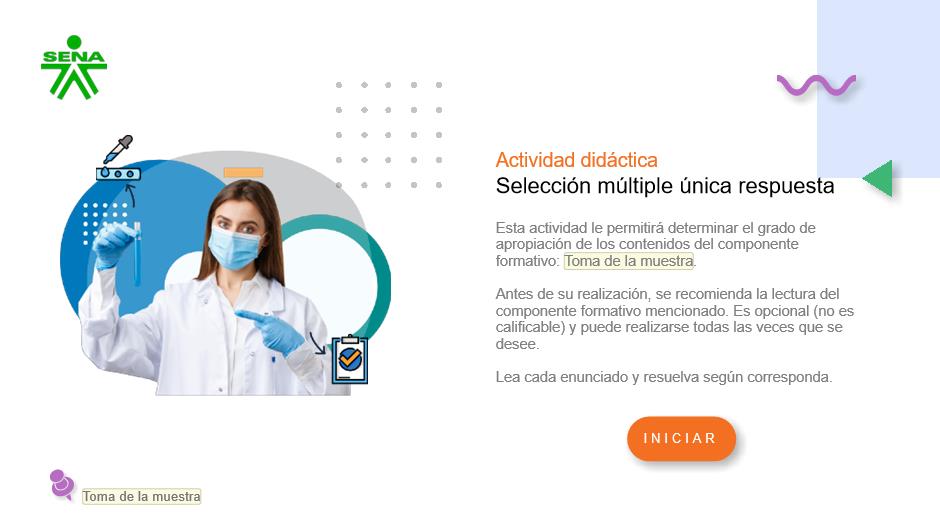 SENA
Actividad didáctica
Selección múltiple única respuesta
Esta actividad le permitirá determinar el grado de
apropiación de los contenidos del componente
formativo: Toma de la muestra.
Antes de su realización, se recomienda la lectura del
componente formativo mencionado. Es opcional (no es
calificable) y puede realizarse todas las veces que se
desee.
Lea cada enunciado y resuelva según corresponda.
INICIAR
Toma de la muestra